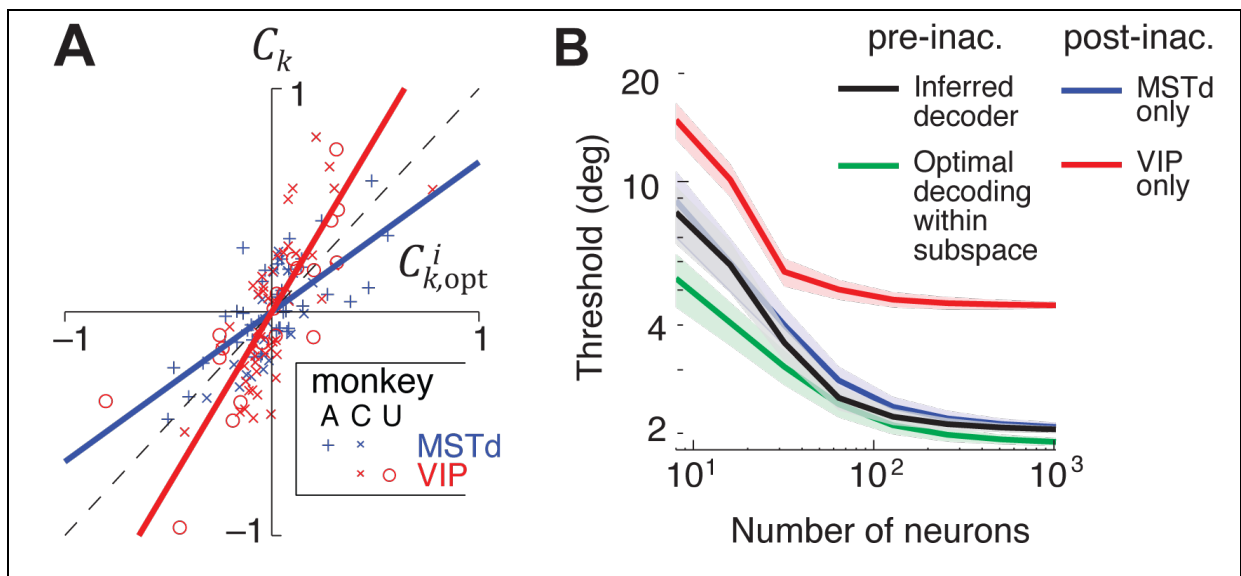 A
C_k
1
C^i_{k,opt}
−1
1
monkey
A C U
MSTd
VIP
−1
B
pre-inac.
post-inac.
Inferred
decoder
MSTd
only
Optimal
decoding
within
subspace
VIP
only
20
10
4
2
Threshold (deg)
10^1
10^2
10^3
Number of neurons